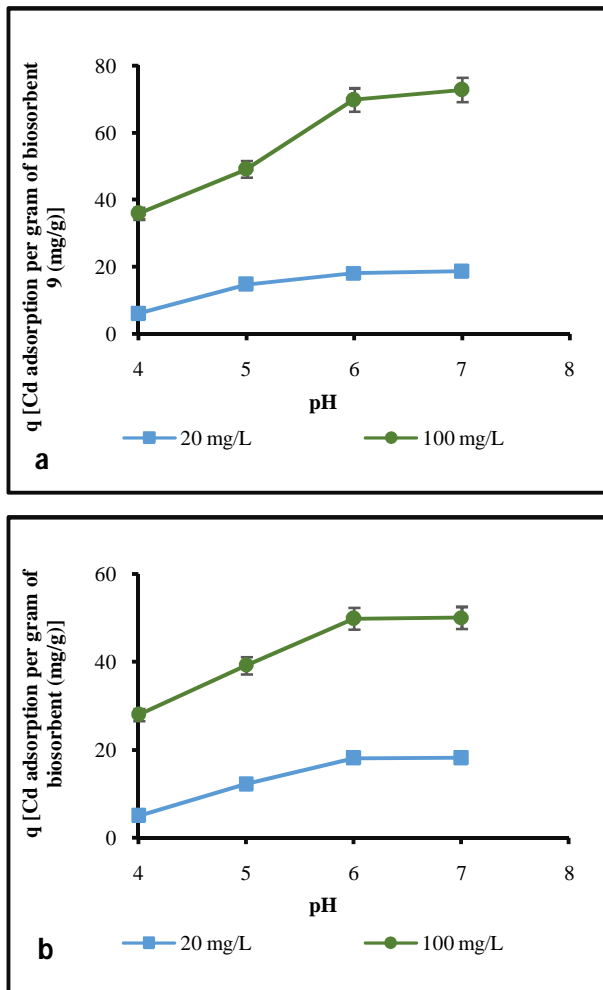 q [Cd adsorption per gram of biosorbent
9 (mg/g)]
80
60
40
20
0
4 5 6 7 8
pH
20 mg/L 100 mg/L
a
q [Cd adsorption per gram of
biosorbent (mg/g)]
60
40
20
0
4 5 6 7 8
pH
20 mg/L 100 mg/L
b